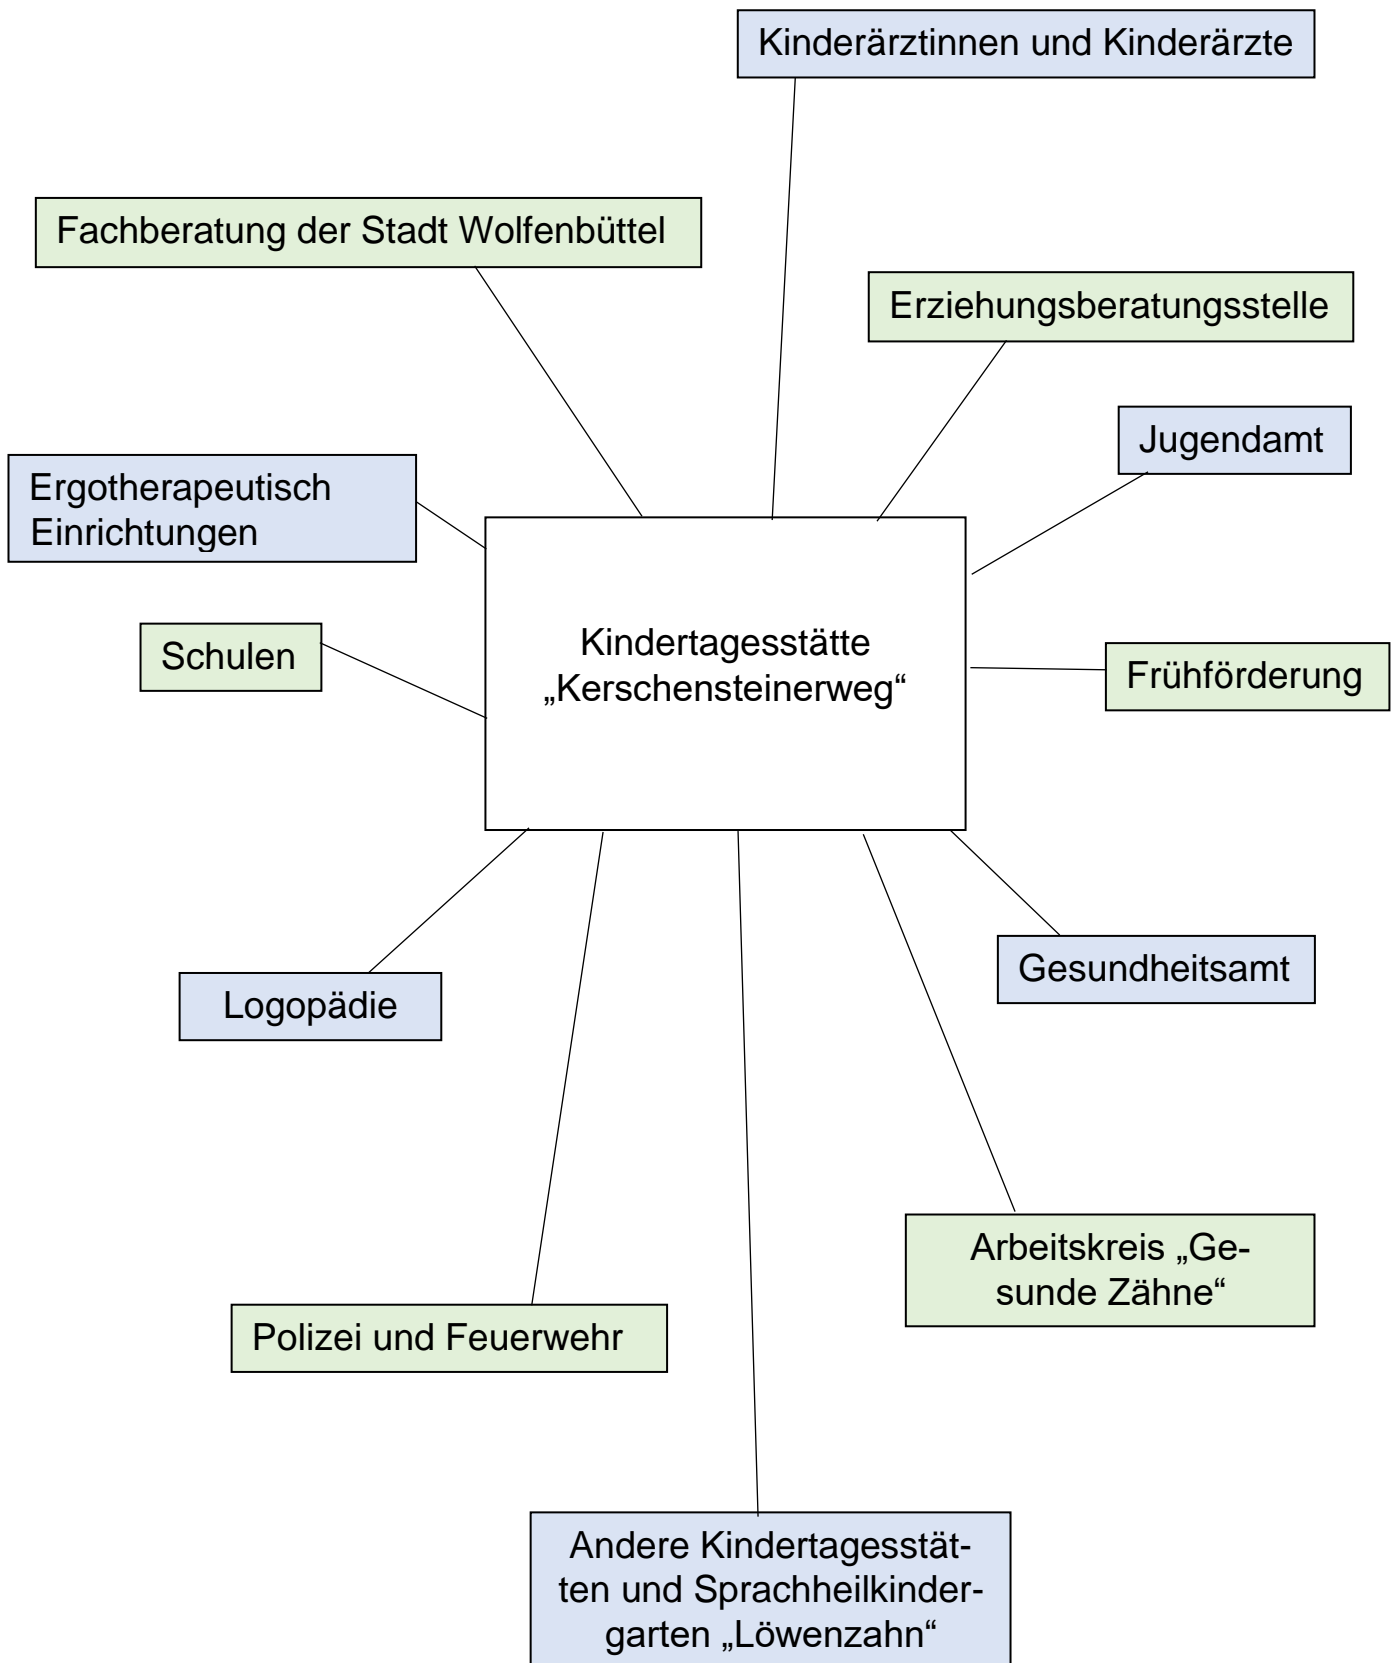 Kinderärztinnen und Kinderärzte
Fachberatung der Stadt Wolfenbüttel
Erziehungsberatungsstelle
Jugendamt
Ergotherapeutisch
Einrichtungen
Schulen
Kindertagesstätte
„Kerschensteinerweg“
Frühförderung
Logopädie
Gesundheitsamt
Arbeitskreis „Ge-
sunde Zähne“
Polizei und Feuerwehr
Andere Kindertagesstät-
ten und Sprachheilkinder-
garten „Löwenzahn“